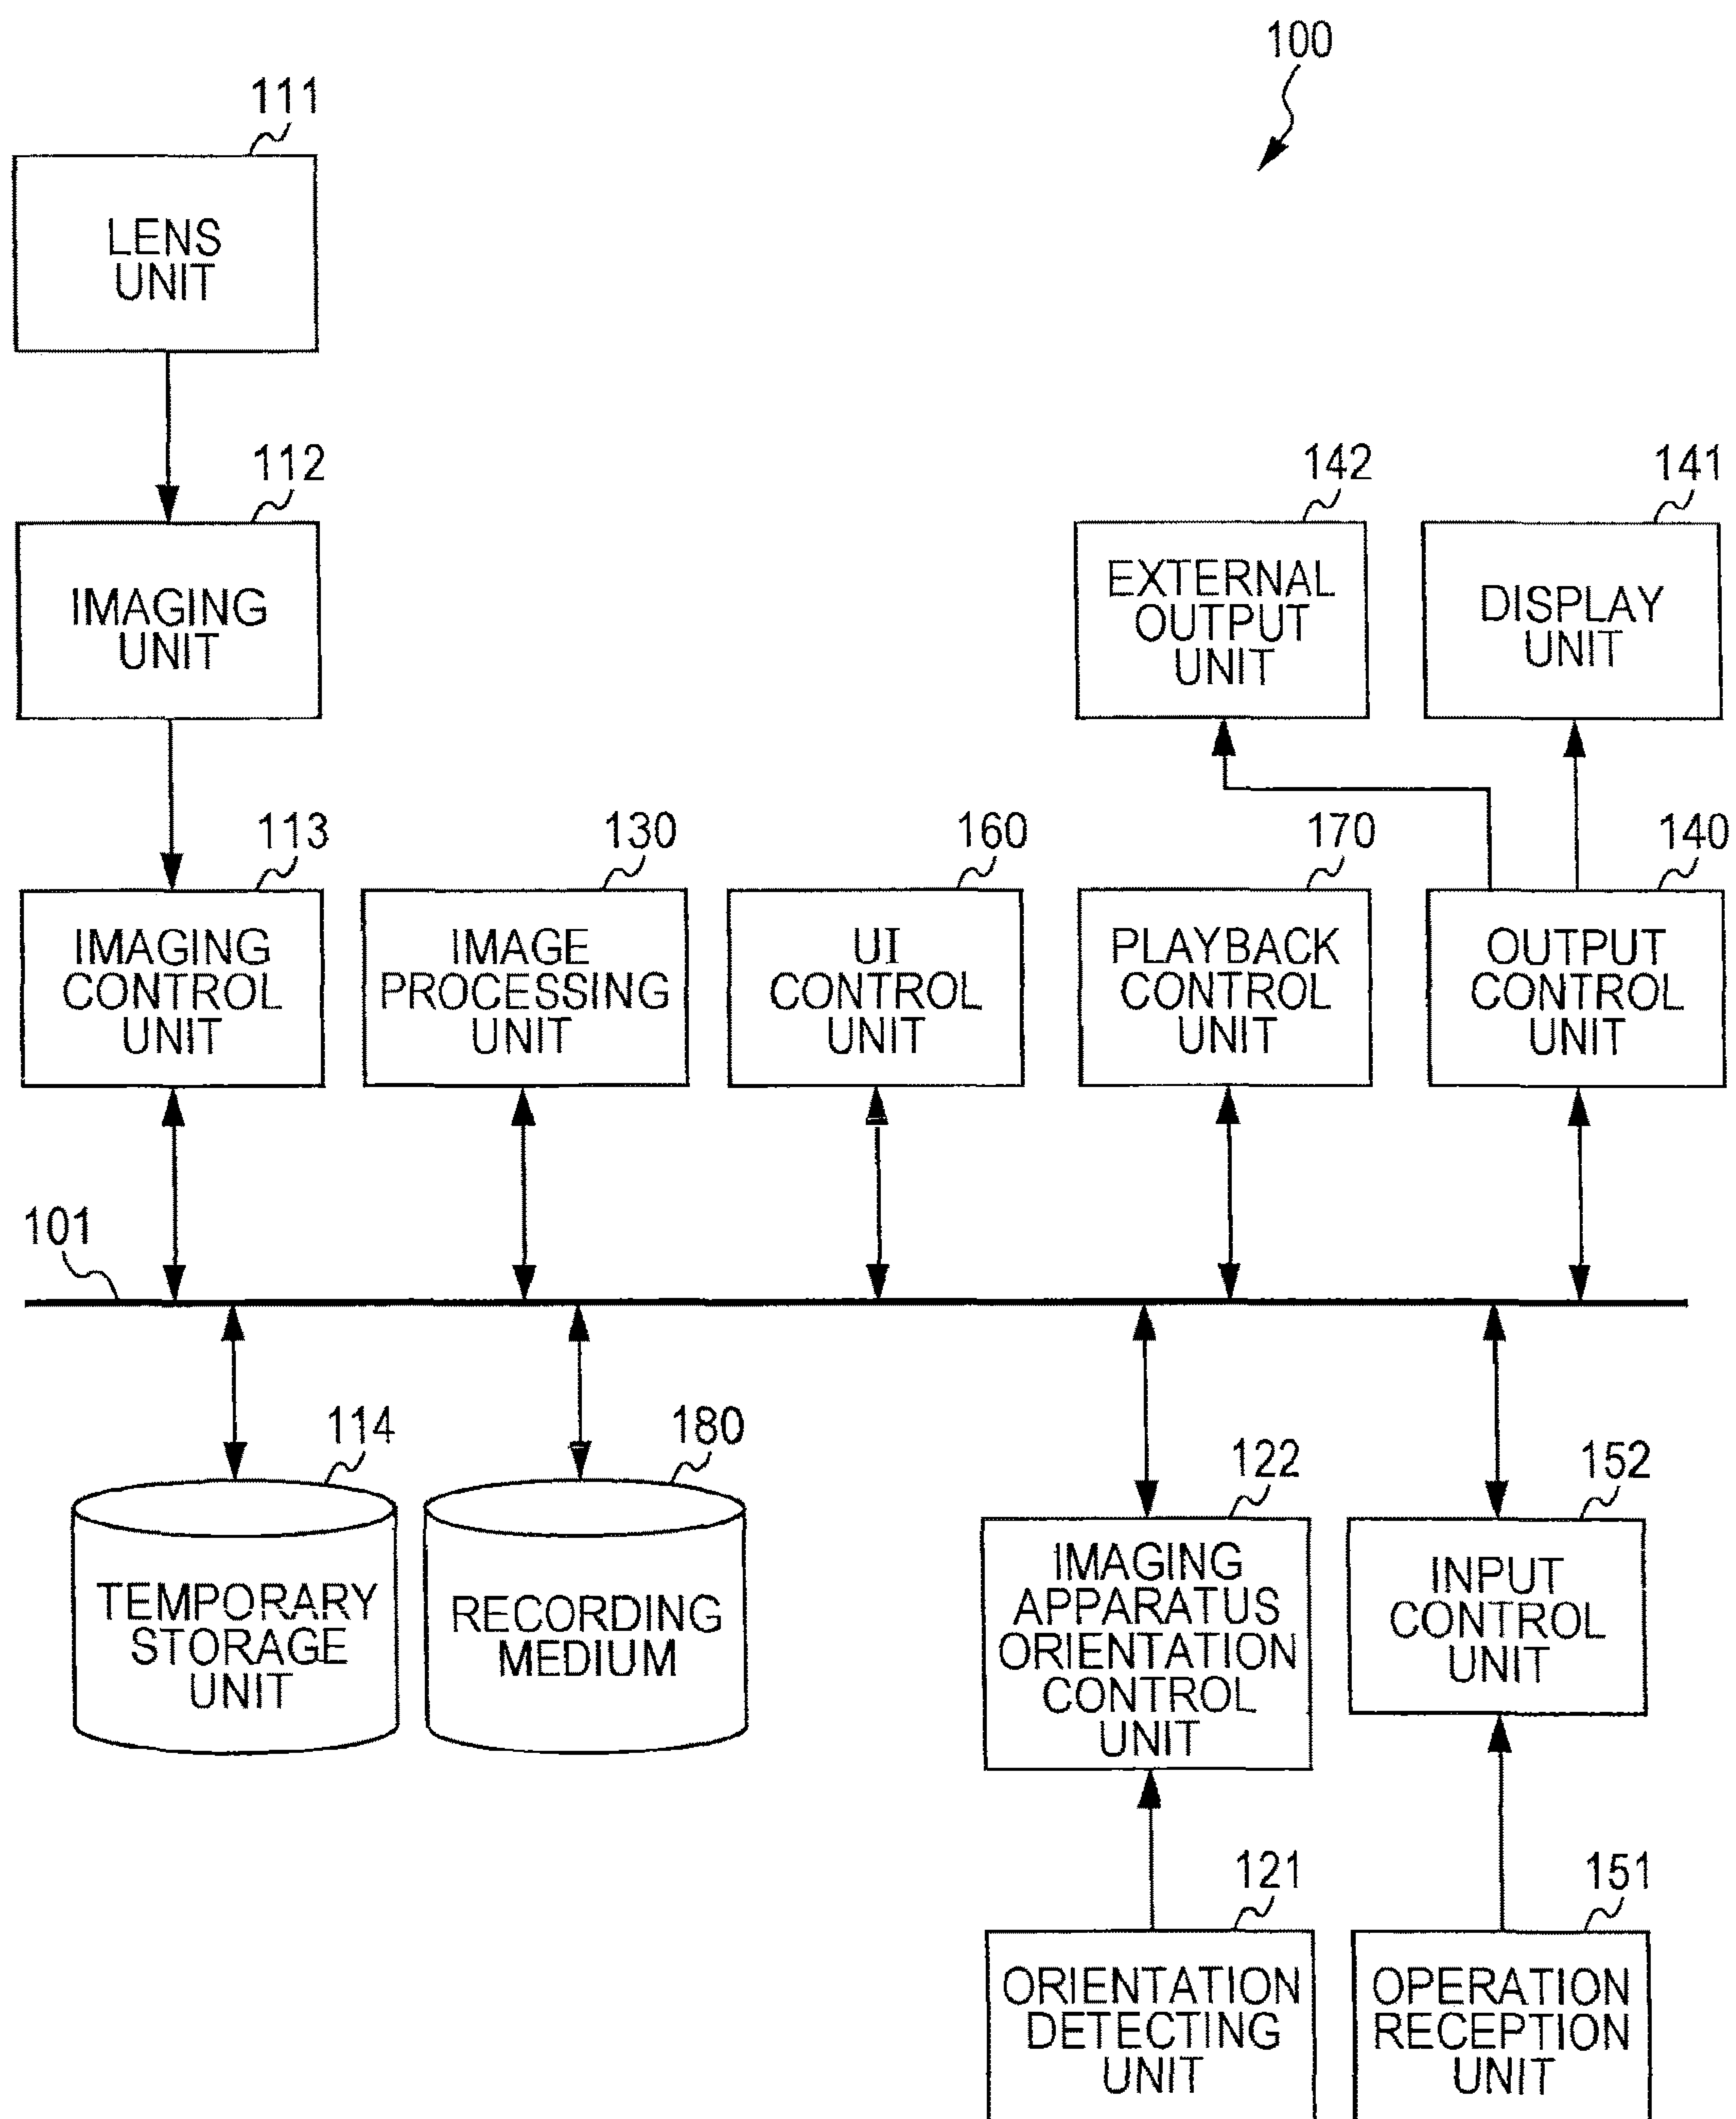 100
111
LENS
UNIT
112
IMAGING
UNIT
142
EXTERNAL
OUTPUT
UNIT
141
DISPLAY
UNIT
113
IMAGING
CONTROL
UNIT
130
IMAGE
PROCESSING
UNIT
160
UI
CONTROL
UNIT
170
PLAYBACK
CONTROL
UNIT
140
OUTPUT
CONTROL
UNIT
101
114
TEMPORARY
STORAGE
UNIT
180
RECORDING
MEDIUM
122
IMAGING
APPARATUS
ORIENTATION
CONTROL
UNIT
152
INPUT
CONTROL
UNIT
121
ORIENTATION
DETECTING
UNIT
151
OPERATION
RECEPTION
UNIT